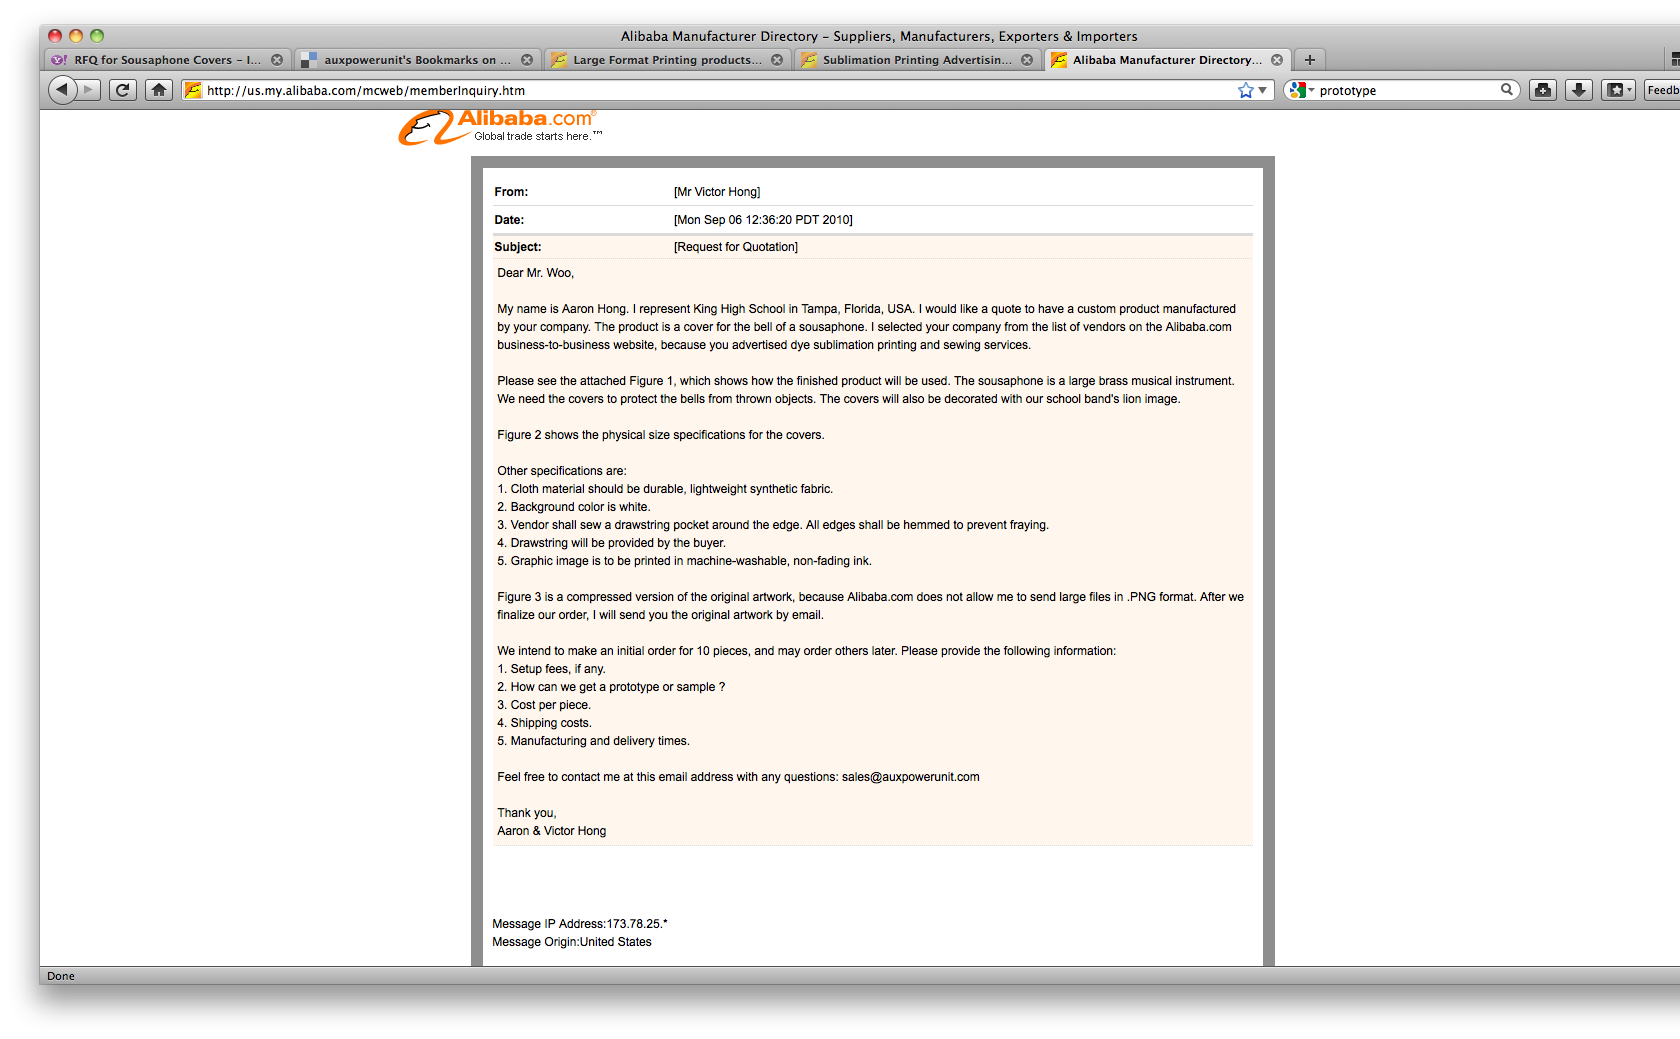 Alibaba Manufacturer Directory – Suppliers, Manufacturers, Exporters & Importers
RFQ for Sousaphone Covers – I...
auxpowerunit's Bookmarks on ...
Large Format Printing products...
Sublimation Printing Advertisin...
Alibaba Manufacturer Directory...
http://us.my.alibaba.com/mcweb/memberInquiry.htm
prototype
Feedb
Alibaba.com®
Global trade starts here.™
From: [Mr Victor Hong]
Date: [Mon Sep 06 12:36:20 PDT 2010]
Subject: [Request for Quotation]
Dear Mr. Woo,
My name is Aaron Hong. I represent King High School in Tampa, Florida, USA. I would like a quote to have a custom product manufactured
by your company. The product is a cover for the bell of a sousaphone. I selected your company from the list of vendors on the Alibaba.com
business-to-business website, because you advertised dye sublimation printing and sewing services.
Please see the attached Figure 1, which shows how the finished product will be used. The sousaphone is a large brass musical instrument.
We need the covers to protect the bells from thrown objects. The covers will also be decorated with our school band's lion image.
Figure 2 shows the physical size specifications for the covers.
Other specifications are:
1. Cloth material should be durable, lightweight synthetic fabric.
2. Background color is white.
3. Vendor shall sew a drawstring pocket around the edge. All edges shall be hemmed to prevent fraying.
4. Drawstring will be provided by the buyer.
5. Graphic image is to be printed in machine-washable, non-fading ink.
Figure 3 is a compressed version of the original artwork, because Alibaba.com does not allow me to send large files in .PNG format. After we
finalize our order, I will send you the original artwork by email.
We intend to make an initial order for 10 pieces, and may order others later. Please provide the following information:
1. Setup fees, if any.
2. How can we get a prototype or sample ?
3. Cost per piece.
4. Shipping costs.
5. Manufacturing and delivery times.
Feel free to contact me at this email address with any questions: sales@auxpowerunit.com
Thank you,
Aaron & Victor Hong
Message IP Address:173.78.25.*
Message Origin:United States
Done